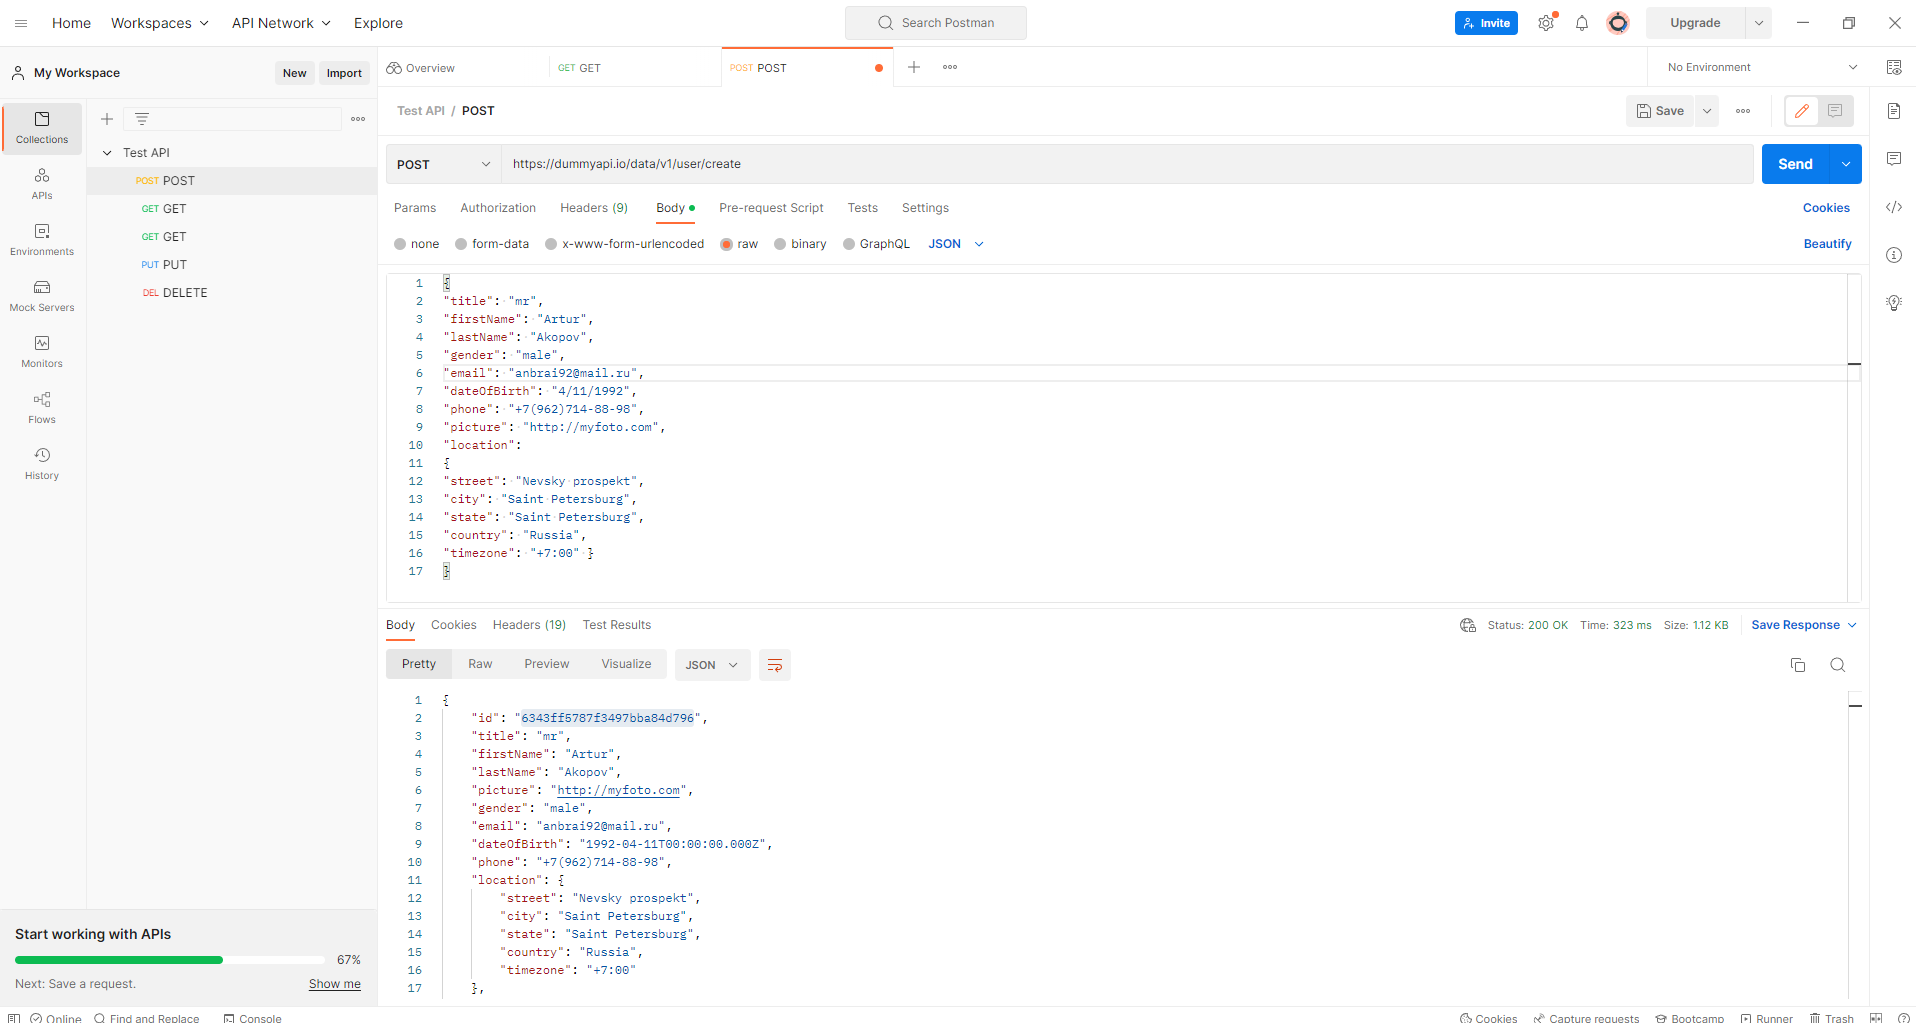 Home Workspaces API Network Explore Search Postman Invite Upgrade
My Workspace New Import
Overview GET GET POST POST No Environment
Collections
APIs
Environments
Mock Servers
Monitors
Flows
History
Test API
POST POST
GET GET
GET GET
PUT PUT
DEL DELETE
Start working with APIs
67%
Next: Save a request. Show me
Test API / POST Save
POST https://dummyapi.io/data/v1/user/create Send
Params Authorization Headers (9) Body Pre-request Script Tests Settings Cookies
none form-data x-www-form-urlencoded raw binary GraphQL JSON Beautify
1 {
2 "title": "mr",
3 "firstName": "Artur",
4 "lastName": "Akopov",
5 "gender": "male",
6 "email": "anbrai92@mail.ru",
7 "dateOfBirth": "4/11/1992",
8 "phone": "+7(962)714-88-98",
9 "picture": "http://myfoto.com",
10 "location":
11 {
12 "street": "Nevsky prospekt",
13 "city": "Saint Petersburg",
14 "state": "Saint Petersburg",
15 "country": "Russia",
16 "timezone": "+7:00" }
17 }
Body Cookies Headers (19) Test Results Status: 200 OK Time: 323 ms Size: 1.12 KB Save Response
Pretty Raw Preview Visualize JSON
1 {
2 "id": "6343ff5787f3497bba84d796",
3 "title": "mr",
4 "firstName": "Artur",
5 "lastName": "Akopov",
6 "picture": "http://myfoto.com",
7 "gender": "male",
8 "email": "anbrai92@mail.ru",
9 "dateOfBirth": "1992-04-11T00:00:00.000Z",
10 "phone": "+7(962)714-88-98",
11 "location": {
12 "street": "Nevsky prospekt",
13 "city": "Saint Petersburg",
14 "state": "Saint Petersburg",
15 "country": "Russia",
16 "timezone": "+7:00"
17 },
Online Find and Replace Console Cookies Capture requests Bootcamp Runner Trash